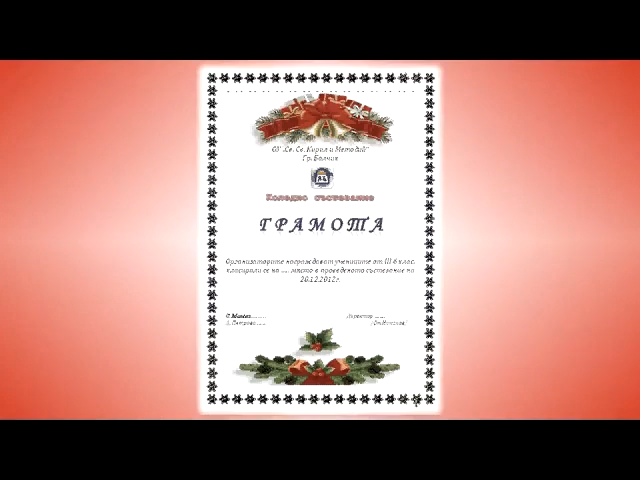 ОУ "Св. Св. Кирил и Методий"
Гр. Балчик
Коледно състезание
ГРАМОТА
Организаторите награждават учениците от III б клас,
класирали се на ..... място в проведеното състезание на
20.12.2012г.
Директор .......